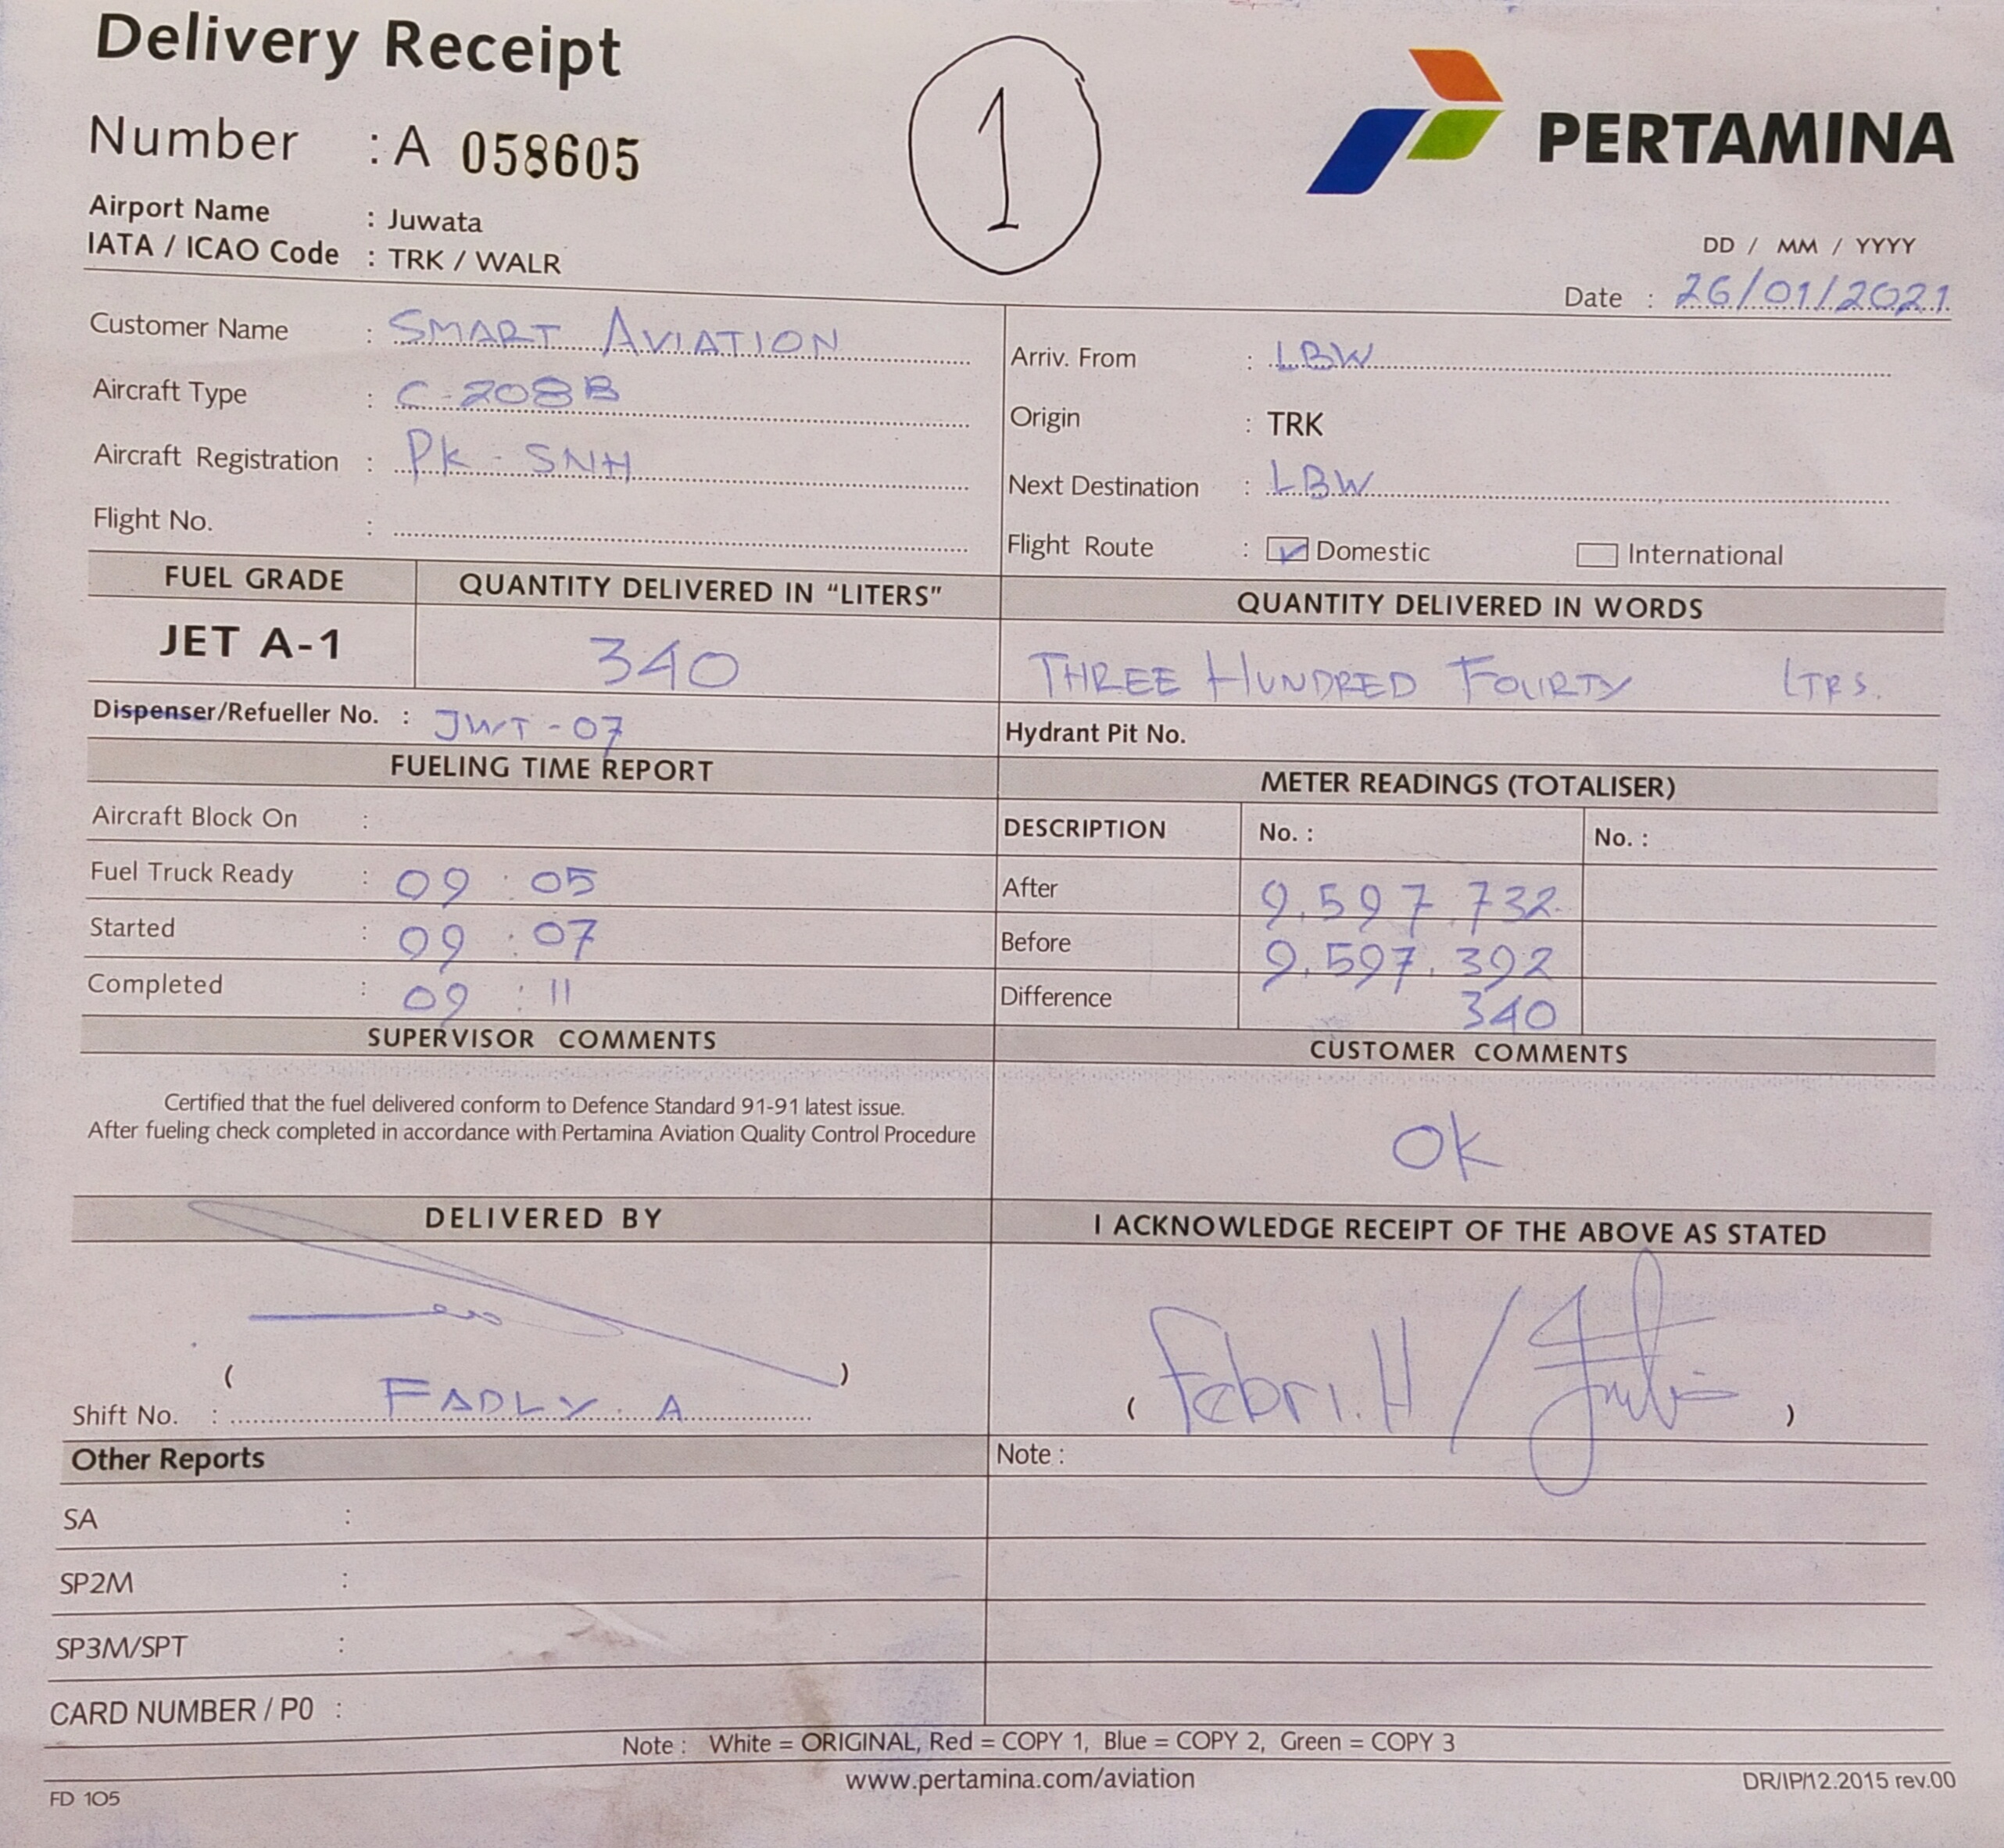 Delivery Receipt
Number : A 058605
1
PERTAMINA
Airport Name : Juwata
IATA / ICAO Code : TRK / WALR
DD / MM / YYYY
Date : 26/01/2021
Customer Name : SMART AVIATION
Aircraft Type : C-208B
Aircraft Registration : PK-SNH
Flight No. :
Arriv. From : LBW
Origin : TRK
Next Destination : LBW
Flight Route : Domestic International
FUEL GRADE QUANTITY DELIVERED IN "LITERS" QUANTITY DELIVERED IN WORDS
JET A-1 340 THREE HUNDRED FOURTY LTRS.
Dispenser/Refueller No. : JWT-07 Hydrant Pit No.
FUELING TIME REPORT
Aircraft Block On :
Fuel Truck Ready : 09 : 05
Started : 09 : 07
Completed : 09 : 11
METER READINGS (TOTALISER)
DESCRIPTION No. : No. :
After 9.597.732
Before 9.597.392
Difference 340
SUPERVISOR COMMENTS
Certified that the fuel delivered conform to Defence Standard 91-91 latest issue.
After fueling check completed in accordance with Pertamina Aviation Quality Control Procedure
CUSTOMER COMMENTS
OK
DELIVERED BY
( )
Shift No. : FADLY. A
I ACKNOWLEDGE RECEIPT OF THE ABOVE AS STATED
( Febri.H / )
Other Reports
SA :
SP2M :
SP3M/SPT :
CARD NUMBER / P0 :
Note :
Note : White = ORIGINAL, Red = COPY 1, Blue = COPY 2, Green = COPY 3
www.pertamina.com/aviation
FD 105
DR/IP/12.2015 rev.00